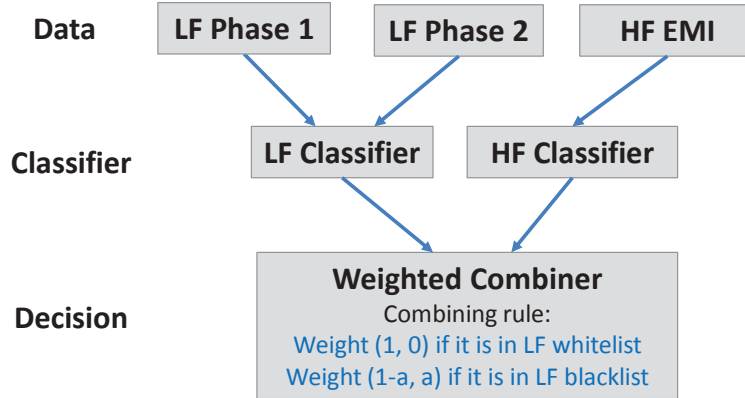 Data
LF Phase 1
LF Phase 2
HF EMI
Classifier
LF Classifier
HF Classifier
Decision
Weighted Combiner
Combining rule:
Weight (1, 0) if it is in LF whitelist
Weight (1-a, a) if it is in LF blacklist